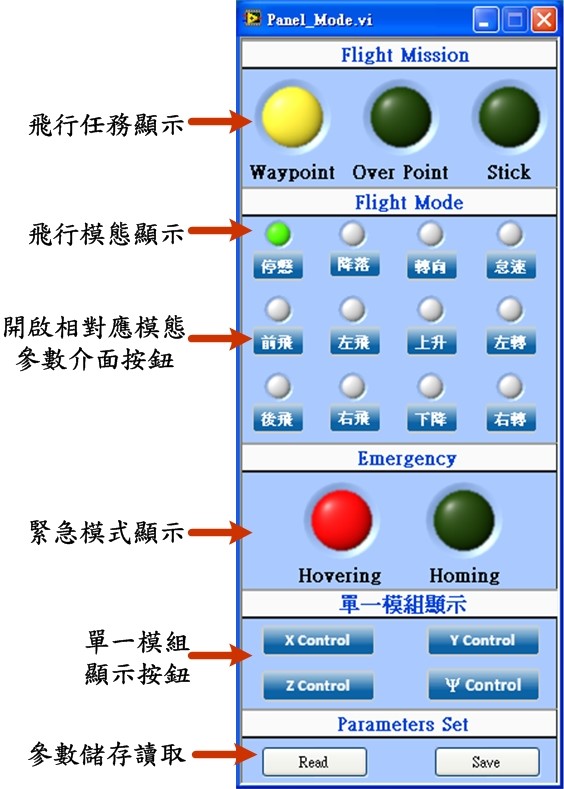 Panel_Mode.vi
Flight Mission
飛行任務顯示
Waypoint Over Point Stick
Flight Mode
飛行模態顯示
停懸 降落 轉向 怠速
開啟相對應模態
參數介面按鈕
前飛 左飛 上升 左轉
後飛 右飛 下降 右轉
Emergency
緊急模式顯示
Hovering Homing
單一模組顯示
單一模組
顯示按鈕
X Control Y Control
Z Control Ψ Control
Parameters Set
參數儲存讀取
Read Save